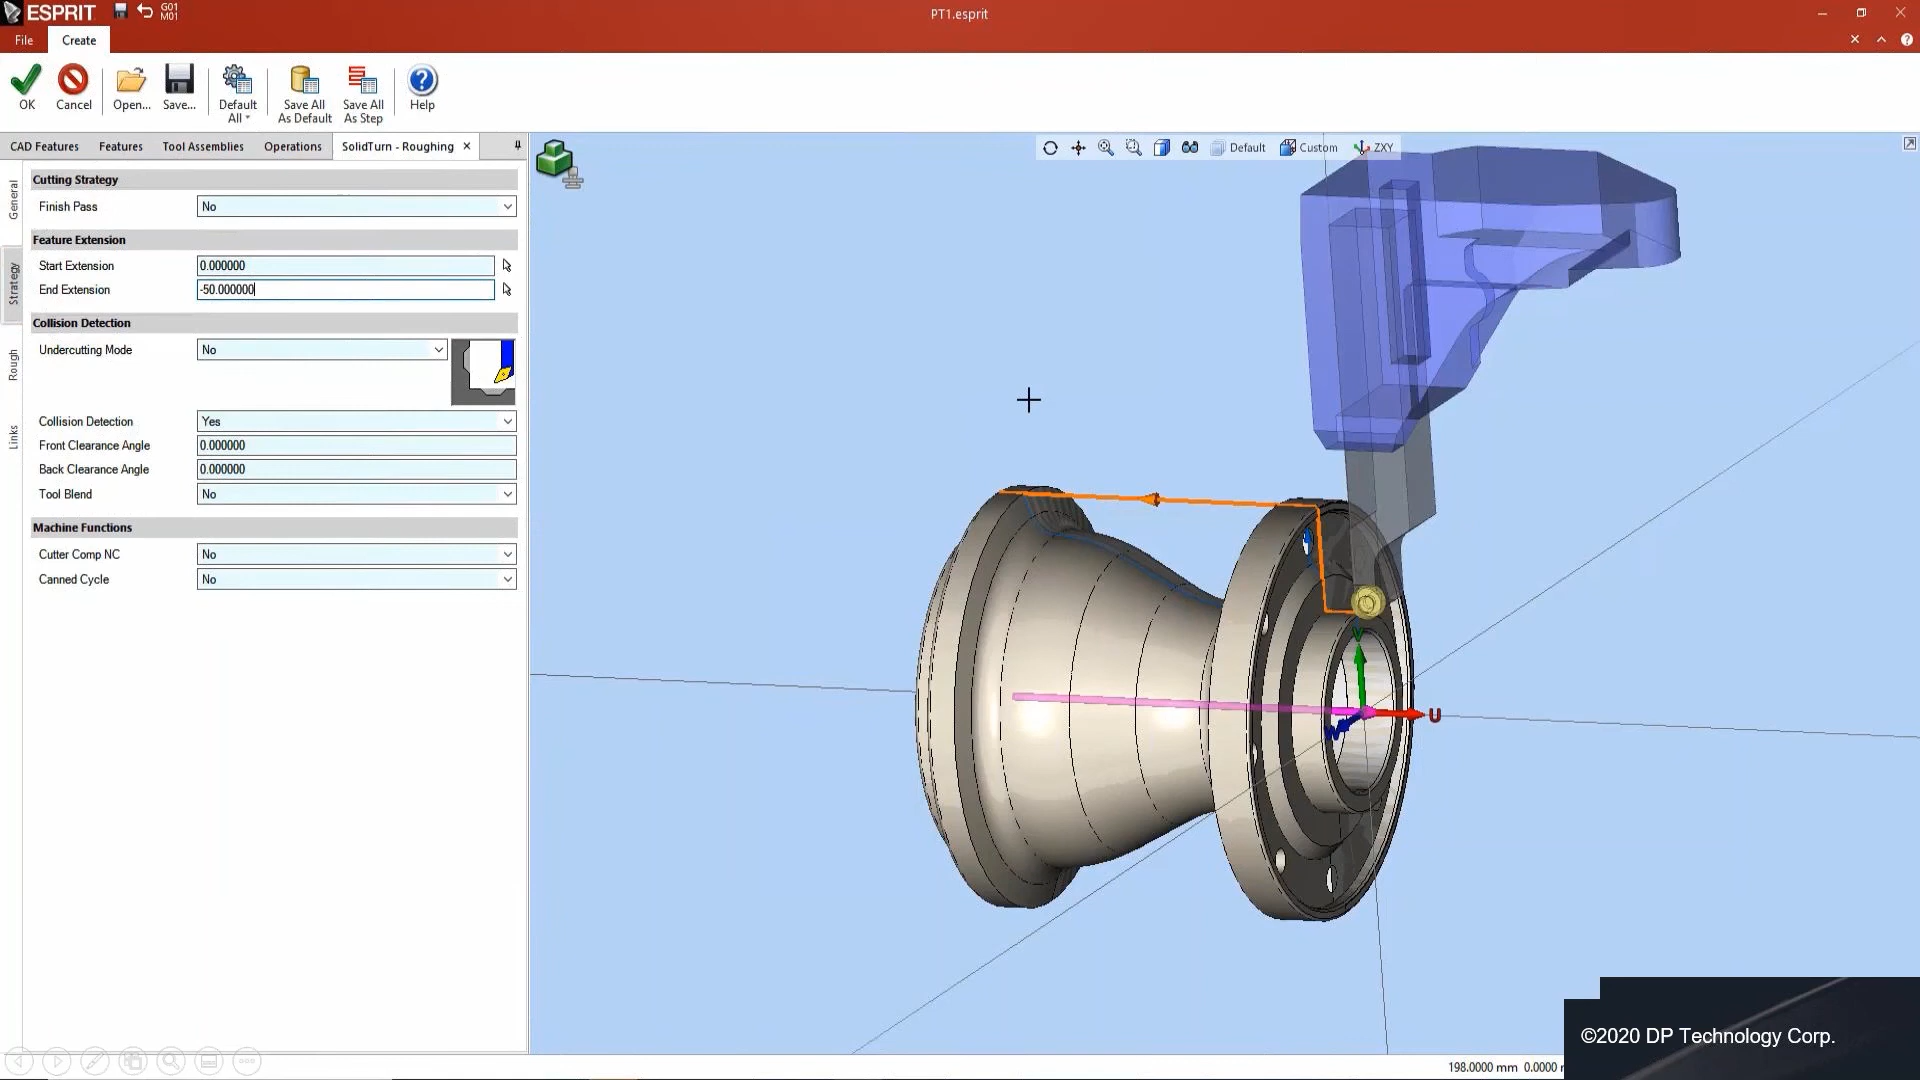 ESPRIT
G01
M01
PT1.esprit
File
Create
OK
Cancel
Open...
Save...
Default
All
Save All
As Default
Save All
As Step
Help
CAD Features
Features
Tool Assemblies
Operations
SolidTurn - Roughing
General
Strategy
Rough
Links
Cutting Strategy
Finish Pass
No
Feature Extension
Start Extension
0.000000
End Extension
-50.000000
Collision Detection
Undercutting Mode
No
Collision Detection
Yes
Front Clearance Angle
0.000000
Back Clearance Angle
0.000000
Tool Blend
No
Machine Functions
Cutter Comp NC
No
Canned Cycle
No
Default
Custom
ZXY
V
U
W
198.0000 mm 0.0000
©2020 DP Technology Corp.